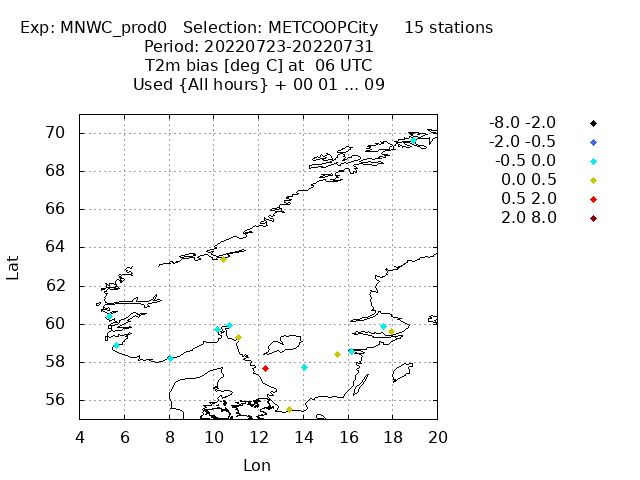 Exp: MNWC_prod0 Selection: METCOOPCity 15 stations
Period: 20220723-20220731
T2m bias [deg C] at 06 UTC
Used {All hours} + 00 01 ... 09
-8.0 -2.0
-2.0 -0.5
-0.5 0.0
0.0 0.5
0.5 2.0
2.0 8.0
Lat
70
68
66
64
62
60
58
56
4 6 8 10 12 14 16 18 20
Lon